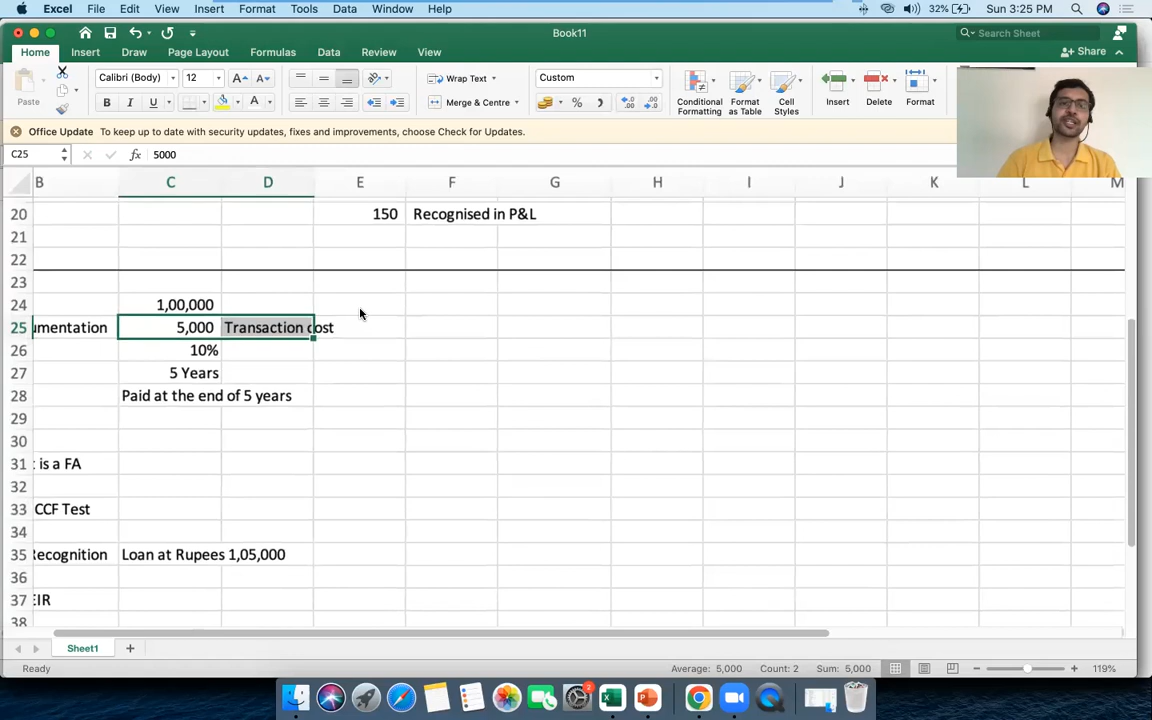 Excel File Edit View Insert Format Tools Data Window Help 32% Sun 3:25 PM
Book11
Search Sheet
Home Insert Draw Page Layout Formulas Data Review View Share
Paste
Calibri (Body) 12 A A
B I U A
Wrap Text
Merge & Centre
Custom
%
Conditional Formatting
Format as Table
Cell Styles
Insert Delete Format
Office Update To keep up to date with security updates, fixes and improvements, choose Check for Updates.
C25 fx 5000
B C D E F G H I J K L M
20 150 Recognised in P&L
21
22
23
24 1,00,000
25 umentation 5,000 Transaction cost
26 10%
27 5 Years
28 Paid at the end of 5 years
29
30
31 t is a FA
32
33 CCF Test
34
35 Recognition Loan at Rupees 1,05,000
36
37 EIR
38
Sheet1
Ready Average: 5,000 Count: 2 Sum: 5,000 119%
2